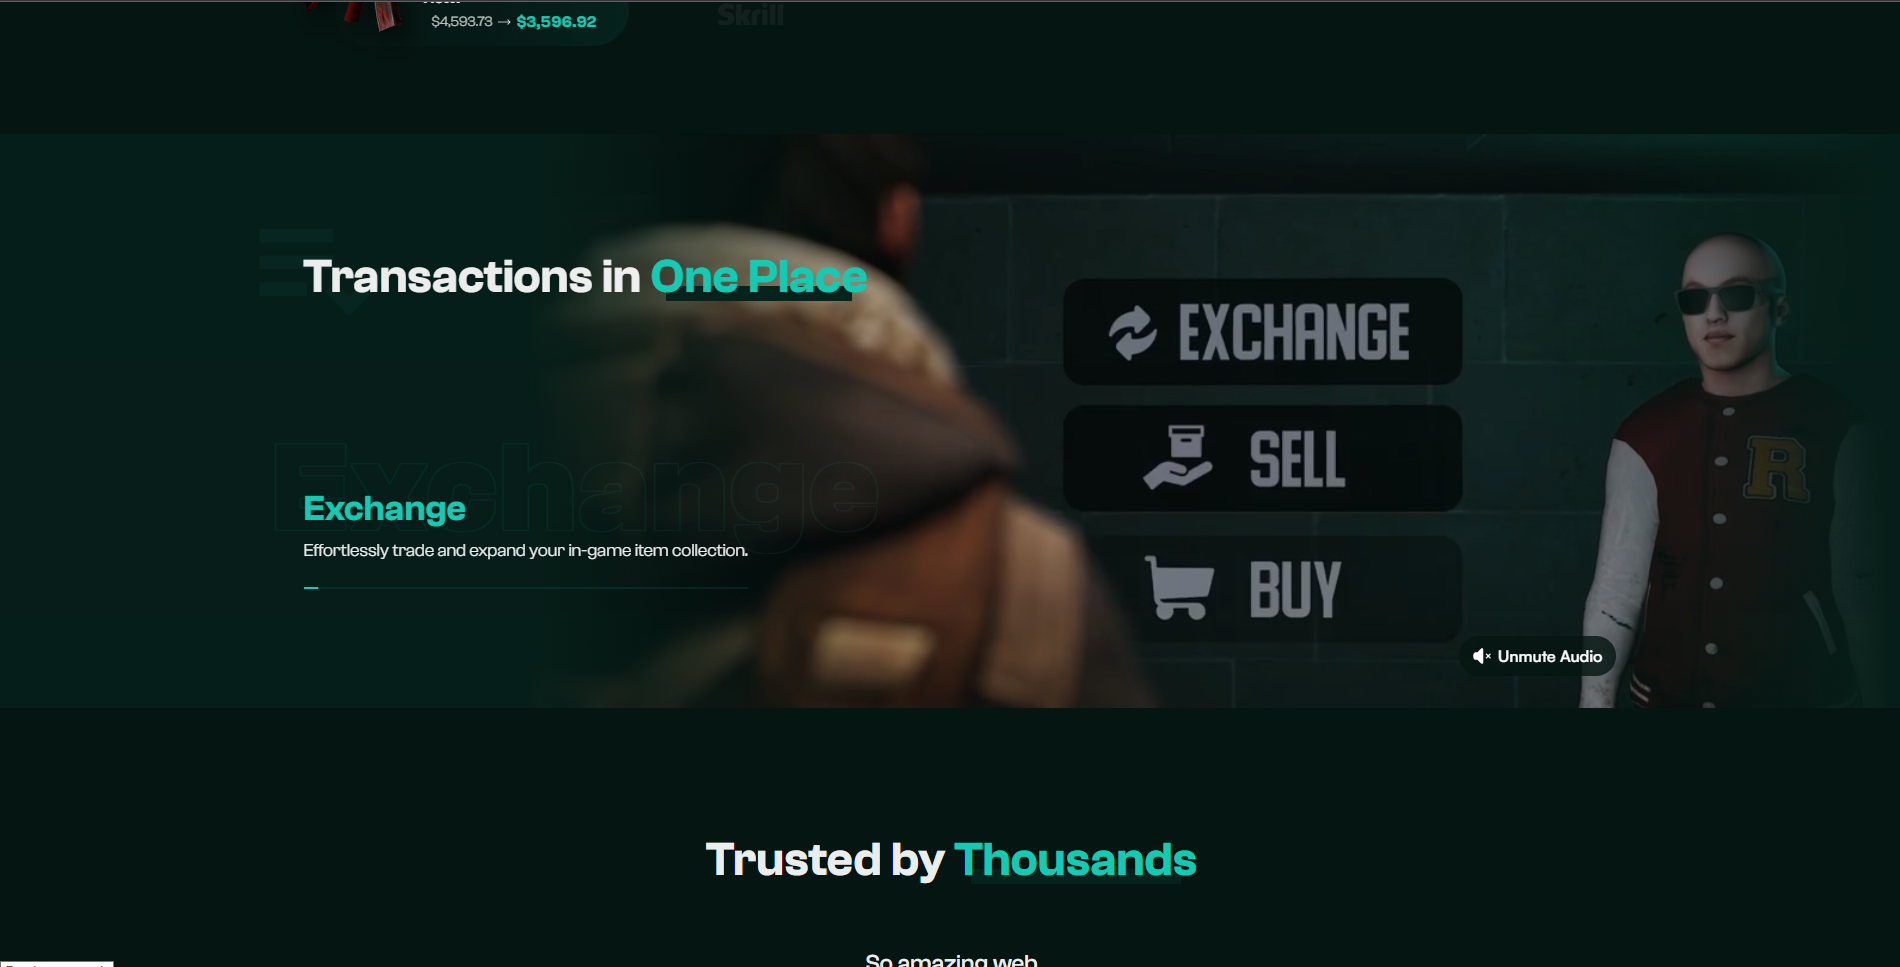 $4,593.73 → $3,596.92
Skrill
Transactions in One Place
EXCHANGE
SELL
BUY
R
Exchange
Exchange
Effortlessly trade and expand your in-game item collection.
Unmute Audio
Trusted by Thousands
So amazing web